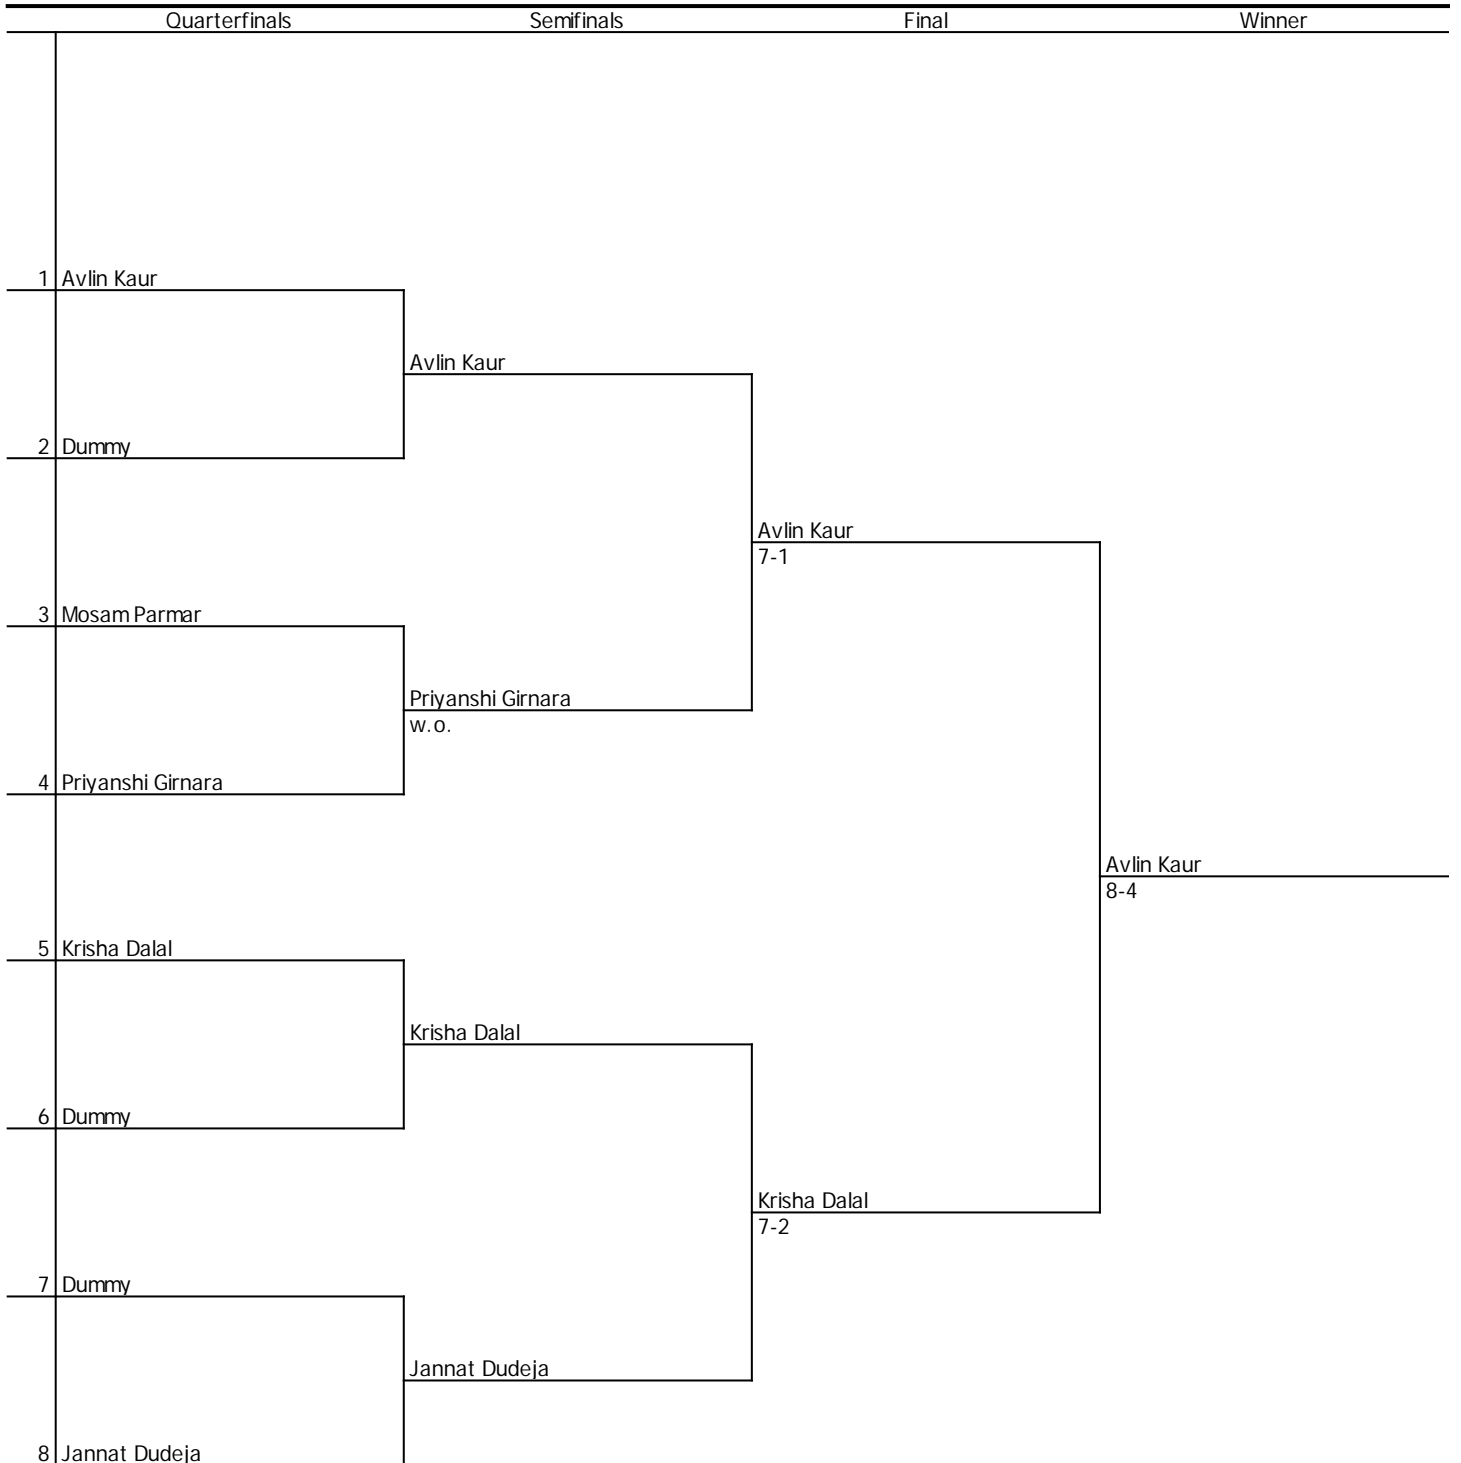 Quarterfinals Semifinals Final Winner
1 Avlin Kaur
Avlin Kaur
2 Dummy
Avlin Kaur
7-1
3 Mosam Parmar
Priyanshi Girnara
w.o.
4 Priyanshi Girnara
Avlin Kaur
8-4
5 Krisha Dalal
Krisha Dalal
6 Dummy
Krisha Dalal
7-2
7 Dummy
Jannat Dudeja
8 Jannat Dudeja